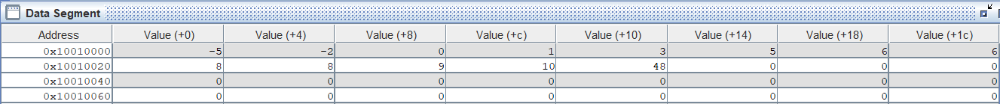 Data Segment
Address Value (+0) Value (+4) Value (+8) Value (+c) Value (+10) Value (+14) Value (+18) Value (+1c)
0x10010000 -5 -2 0 1 3 5 6 6
0x10010020 8 8 9 10 48 0 0 0
0x10010040 0 0 0 0 0 0 0 0
0x10010060 0 0 0 0 0 0 0 0